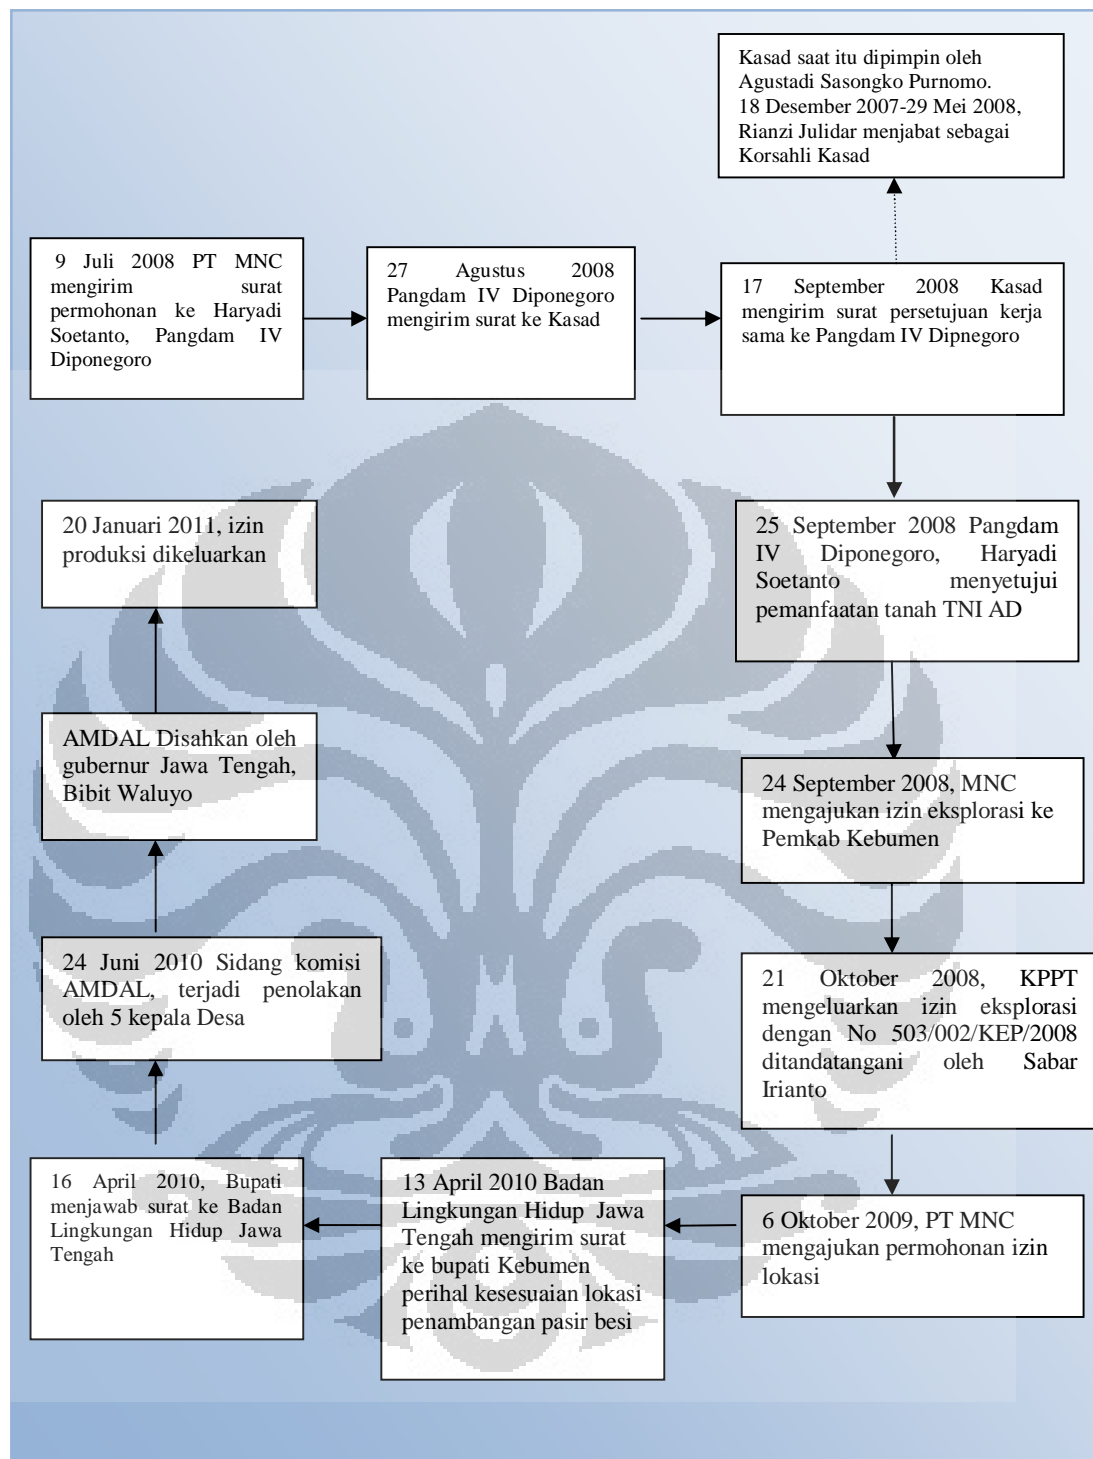 Kasad saat itu dipimpin oleh
Agustadi Sasongko Purnomo.
18 Desember 2007-29 Mei 2008,
Rianzi Julidar menjabat sebagai
Korsahli Kasad
9 Juli 2008 PT MNC
mengirim surat
permohonan ke Haryadi
Soetanto, Pangdam IV
Diponegoro
27 Agustus 2008
Pangdam IV Diponegoro
mengirim surat ke Kasad
17 September 2008 Kasad
mengirim surat persetujuan kerja
sama ke Pangdam IV Dipnegoro
25 September 2008 Pangdam
IV Diponegoro, Haryadi
Soetanto menyetujui
pemanfaatan tanah TNI AD
24 September 2008, MNC
mengajukan izin eksplorasi ke
Pemkab Kebumen
21 Oktober 2008, KPPT
mengeluarkan izin eksplorasi
dengan No 503/002/KEP/2008
ditandatangani oleh Sabar
Irianto
6 Oktober 2009, PT MNC
mengajukan permohonan izin
lokasi
13 April 2010 Badan
Lingkungan Hidup Jawa
Tengah mengirim surat
ke bupati Kebumen
perihal kesesuaian lokasi
penambangan pasir besi
16 April 2010, Bupati
menjawab surat ke Badan
Lingkungan Hidup Jawa
Tengah
24 Juni 2010 Sidang komisi
AMDAL, terjadi penolakan
oleh 5 kepala Desa
AMDAL Disahkan oleh
gubernur Jawa Tengah,
Bibit Waluyo
20 Januari 2011, izin
produksi dikeluarkan